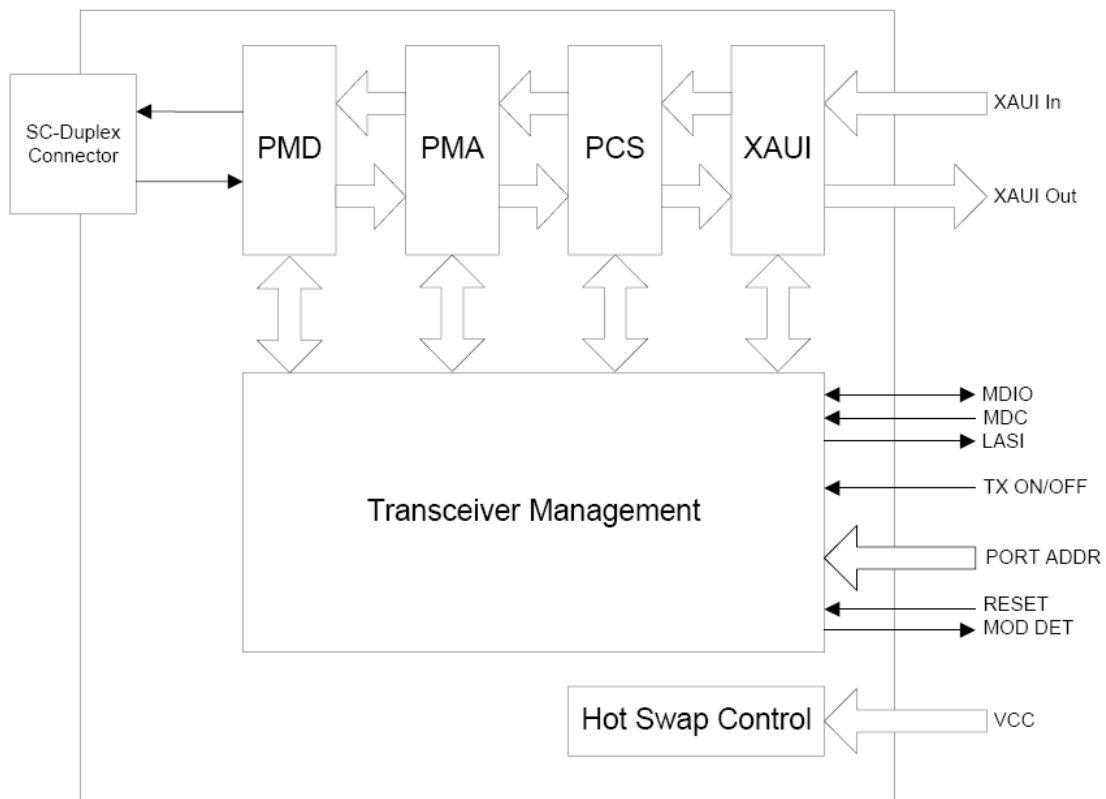 SC-Duplex
Connector
PMD
PMA
PCS
XAUI
XAUI In
XAUI Out
Transceiver Management
MDIO
MDC
LASI
TX ON/OFF
PORT ADDR
RESET
MOD DET
Hot Swap Control
VCC